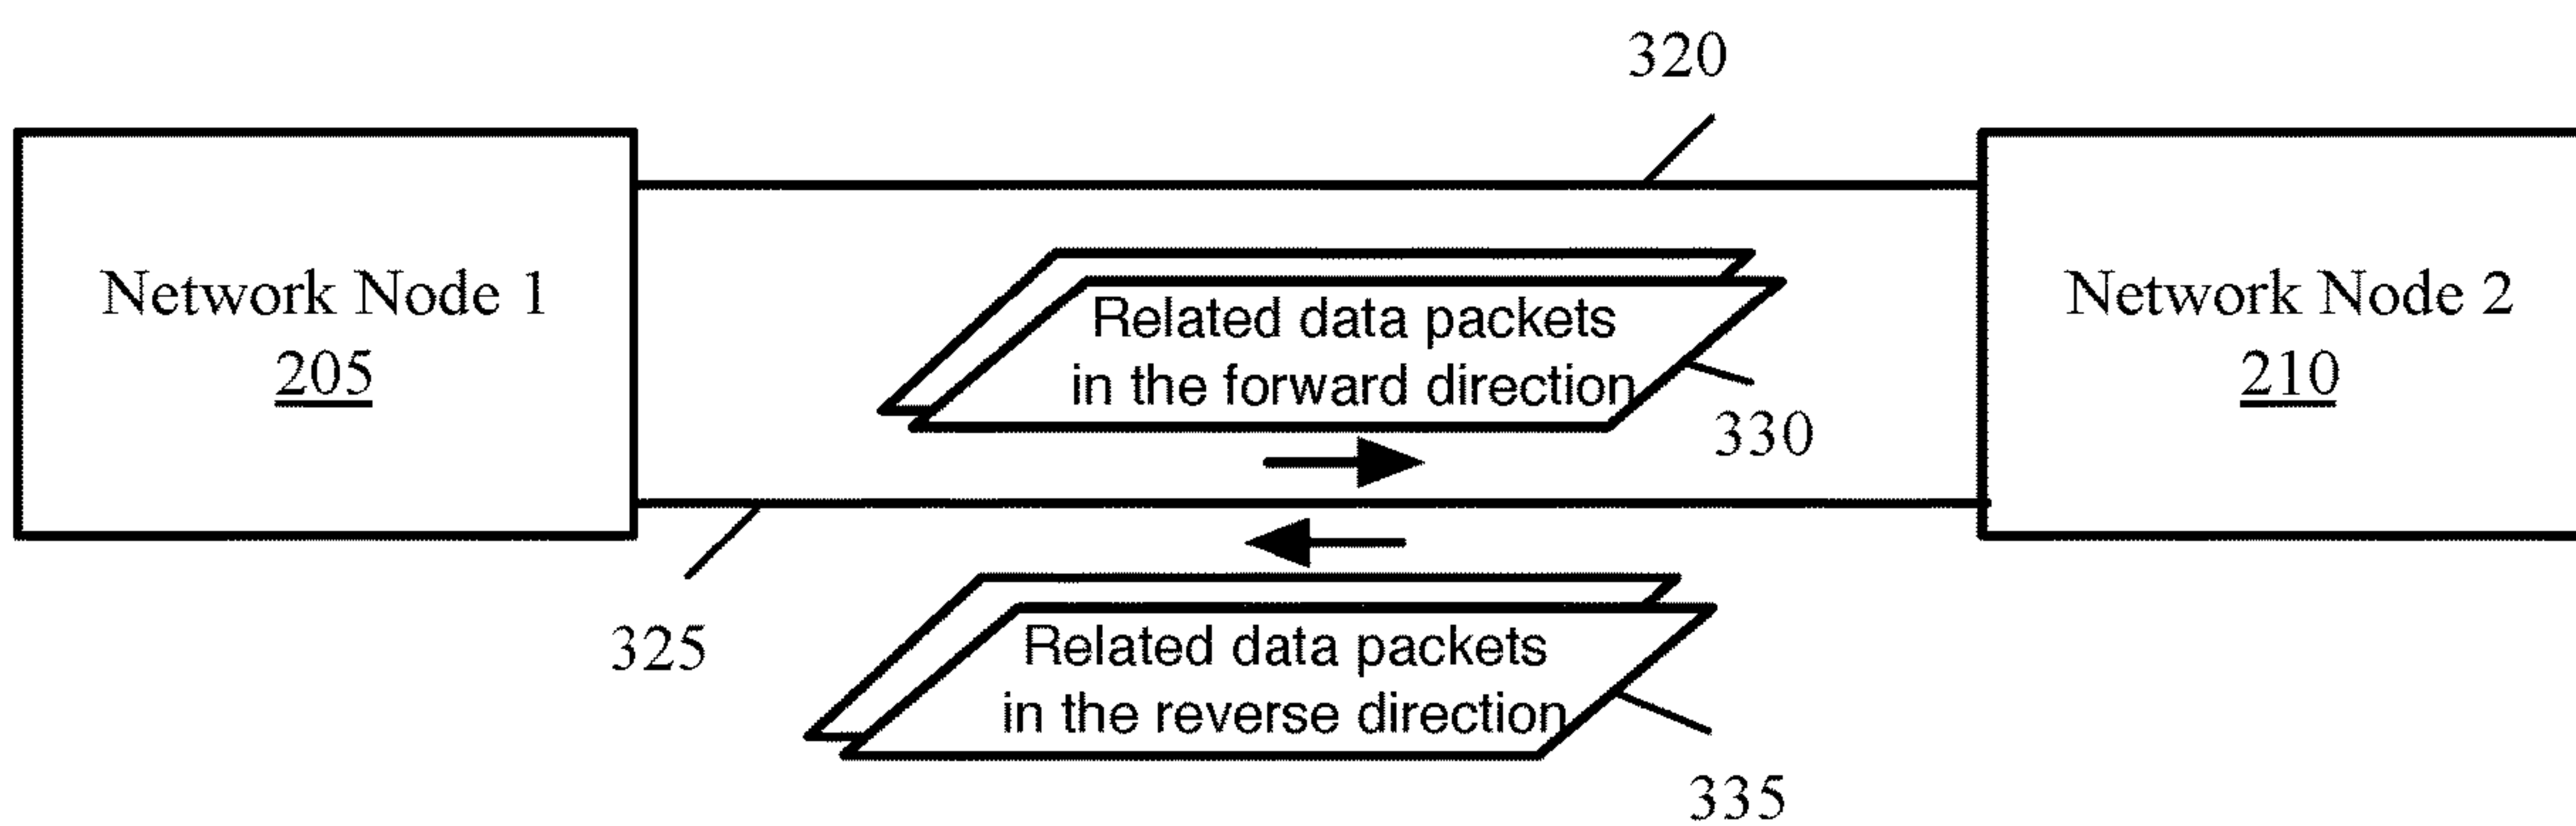 320
Network Node 1
205
Related data packets
in the forward direction
330
Network Node 2
210
325
Related data packets
in the reverse direction
335